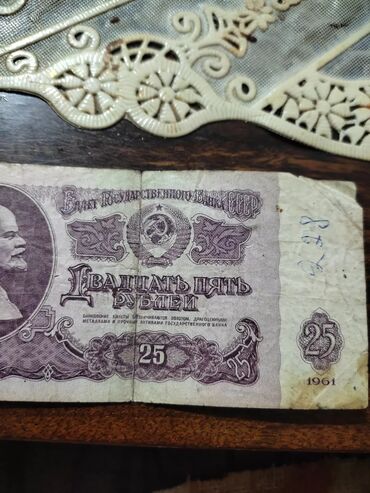 Билет Государственного Банка СССР
Двадцать пять
рублей
Банковские билеты обеспечиваются золотом, драгоценными
металлами и прочими активами Государственного банка
25
25
1961